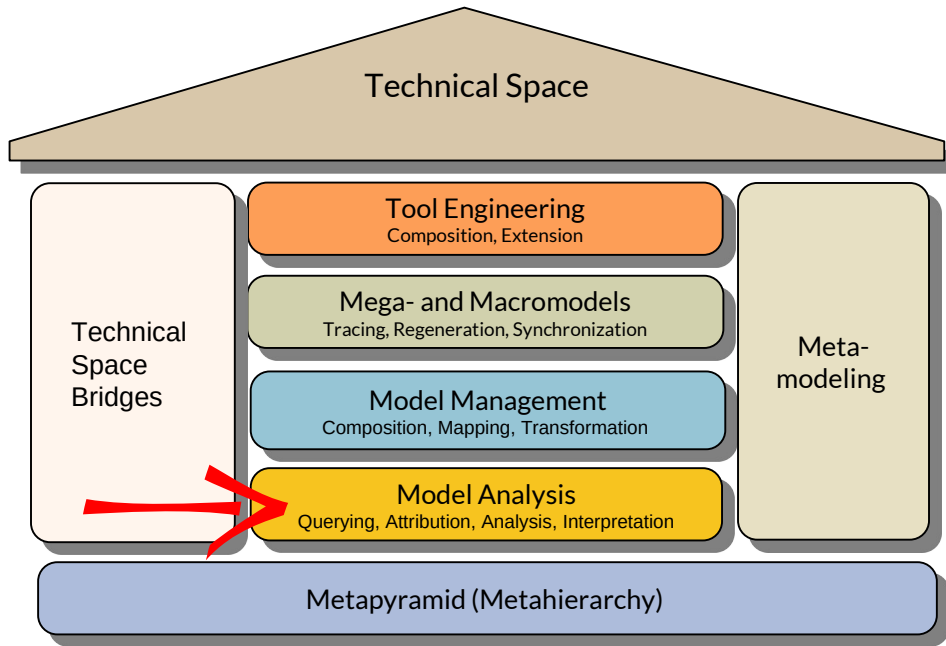 Technical Space
Tool Engineering
Composition, Extension
Mega- and Macromodels
Tracing, Regeneration, Synchronization
Technical
Space
Bridges
Meta-
modeling
Model Management
Composition, Mapping, Transformation
Model Analysis
Querying, Attribution, Analysis, Interpretation
Metapyramid (Metahierarchy)